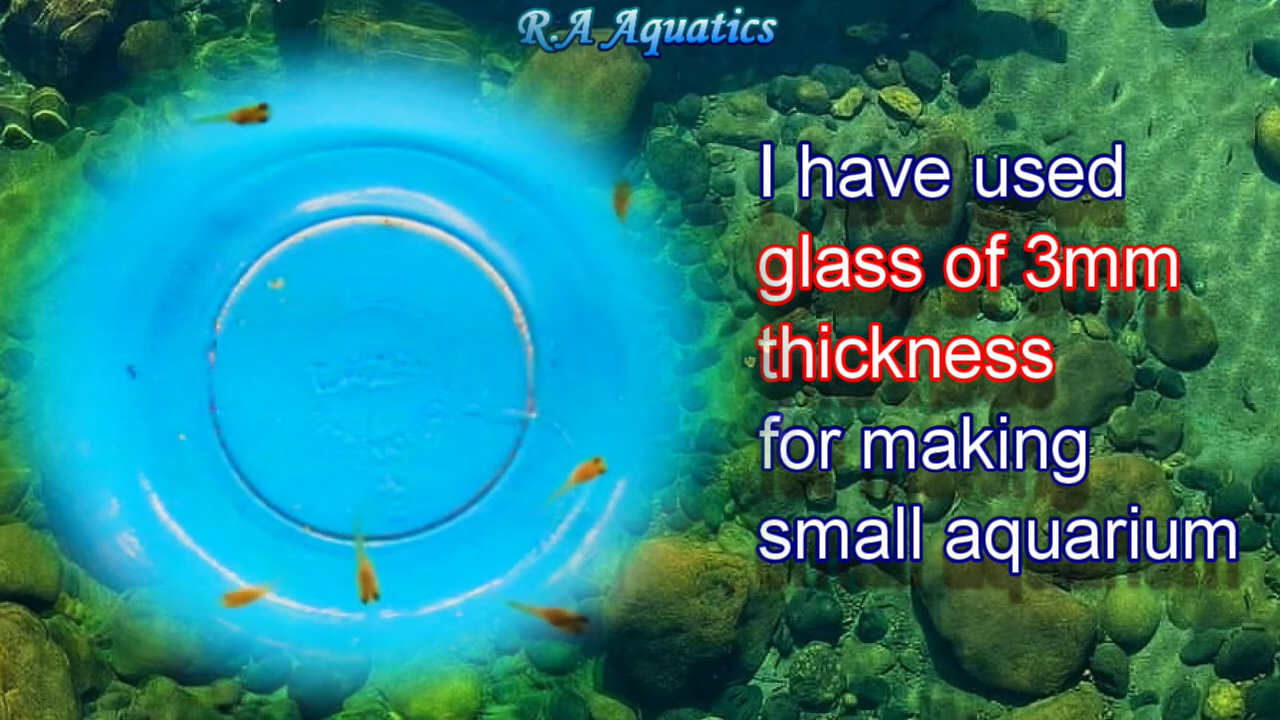 R.A Aquatics
I have used
glass of 3mm
thickness
for making
small aquarium